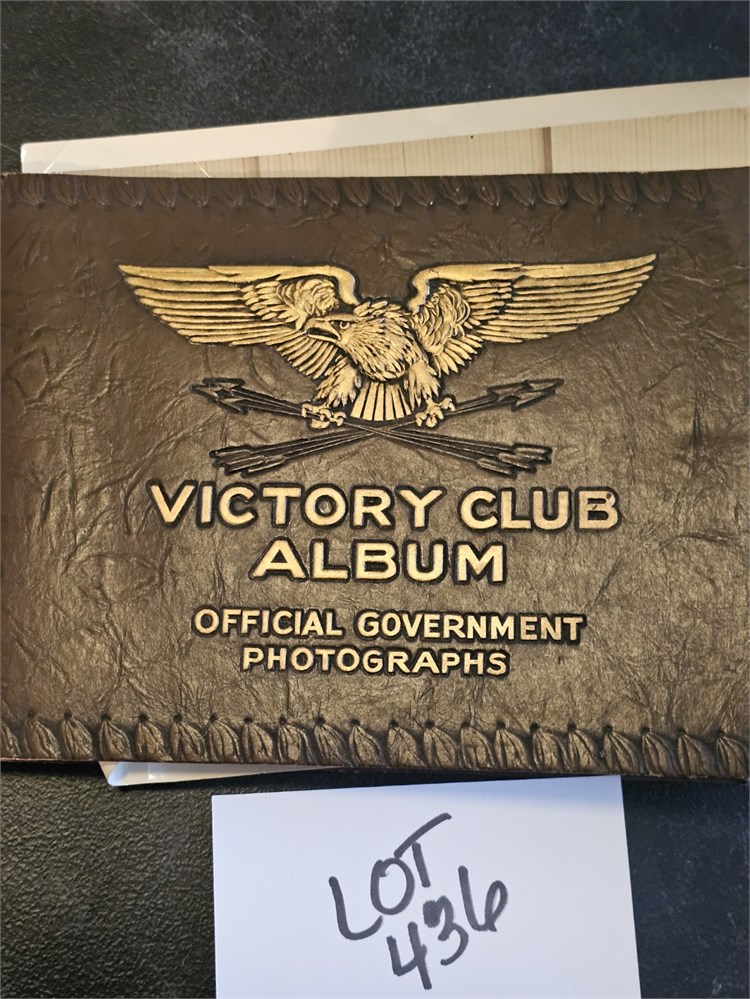 VICTORY CLUB
ALBUM
OFFICIAL GOVERNMENT
PHOTOGRAPHS
LOT
436